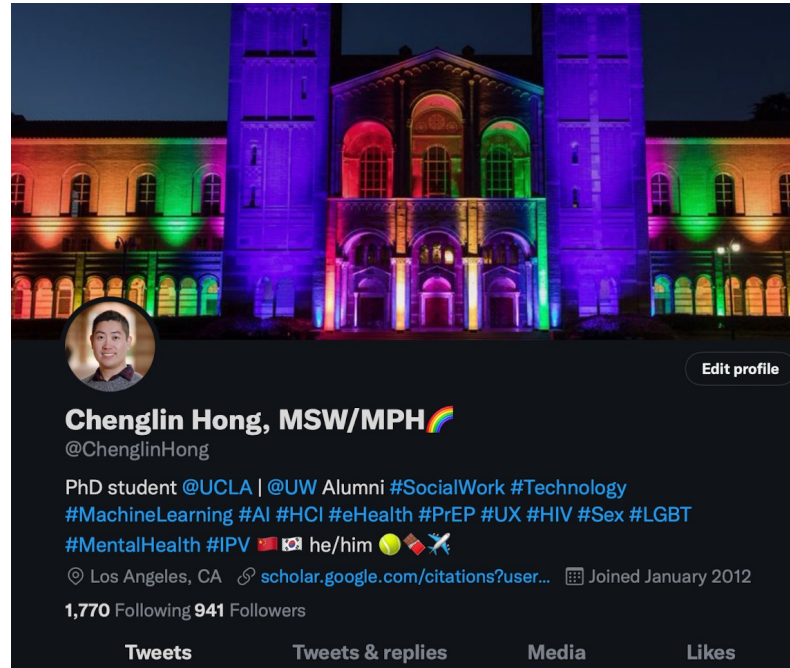 Edit profile
Chenglin Hong, MSW/MPH🌈
@ChenglinHong
PhD student @UCLA | @UW Alumni #SocialWork #Technology
#MachineLearning #AI #HCI #eHealth #PrEP #UX #HIV #Sex #LGBT
#MentalHealth #IPV 🇨🇳 🇰🇷 he/him 🎾🍫✈️
Los Angeles, CA scholar.google.com/citations?user... Joined January 2012
1,770 Following 941 Followers
Tweets Tweets & replies Media Likes